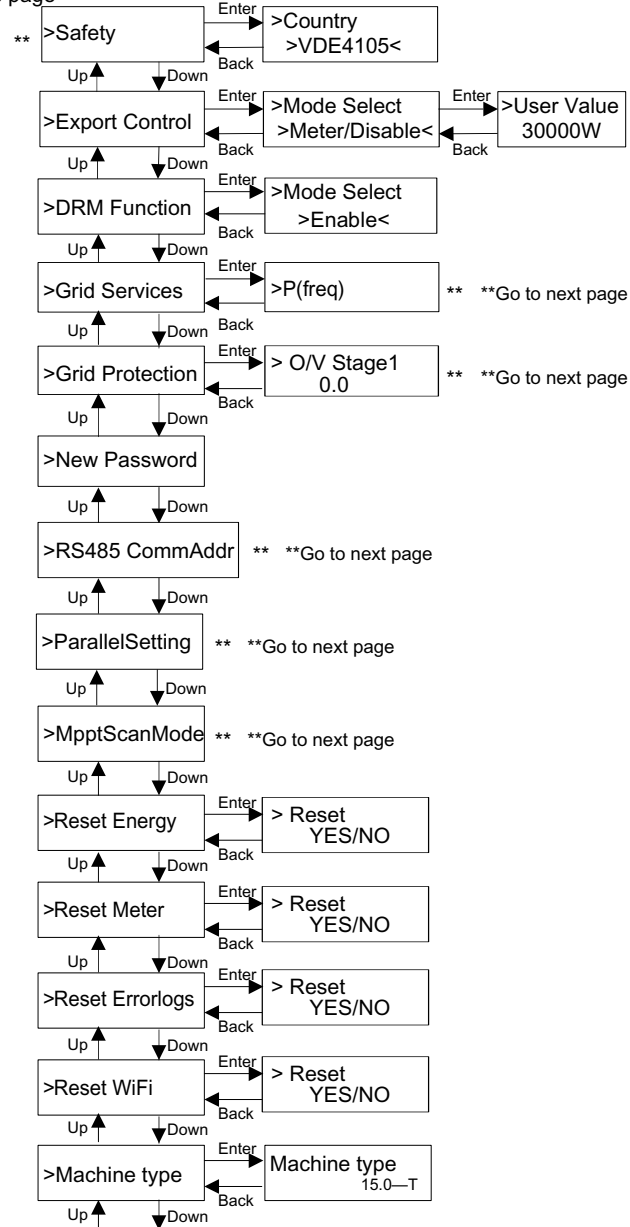 page
Enter
** >Safety
>Country
>VDE4105<
Back
Up Down
Enter Enter
>Export Control
>Mode Select
>Meter/Disable<
>User Value
30000W
Back Back
Up Down
Enter
>DRM Function
>Mode Select
>Enable<
Back
Up Down
Enter
>Grid Services
>P(freq)
** **Go to next page
Back
Up Down
Enter
>Grid Protection
> O/V Stage1
0.0
** **Go to next page
Back
Up Down
>New Password
Up Down
>RS485 CommAddr ** **Go to next page
Up Down
>ParallelSetting ** **Go to next page
Up Down
>MpptScanMode ** **Go to next page
Up Down
Enter
>Reset Energy
> Reset
YES/NO
Back
Up Down
Enter
>Reset Meter
> Reset
YES/NO
Back
Up Down
Enter
>Reset Errorlogs
> Reset
YES/NO
Back
Up Down
Enter
>Reset WiFi
> Reset
YES/NO
Back
Up Down
Enter
>Machine type
Machine type
15.0—T
Back
Up Down